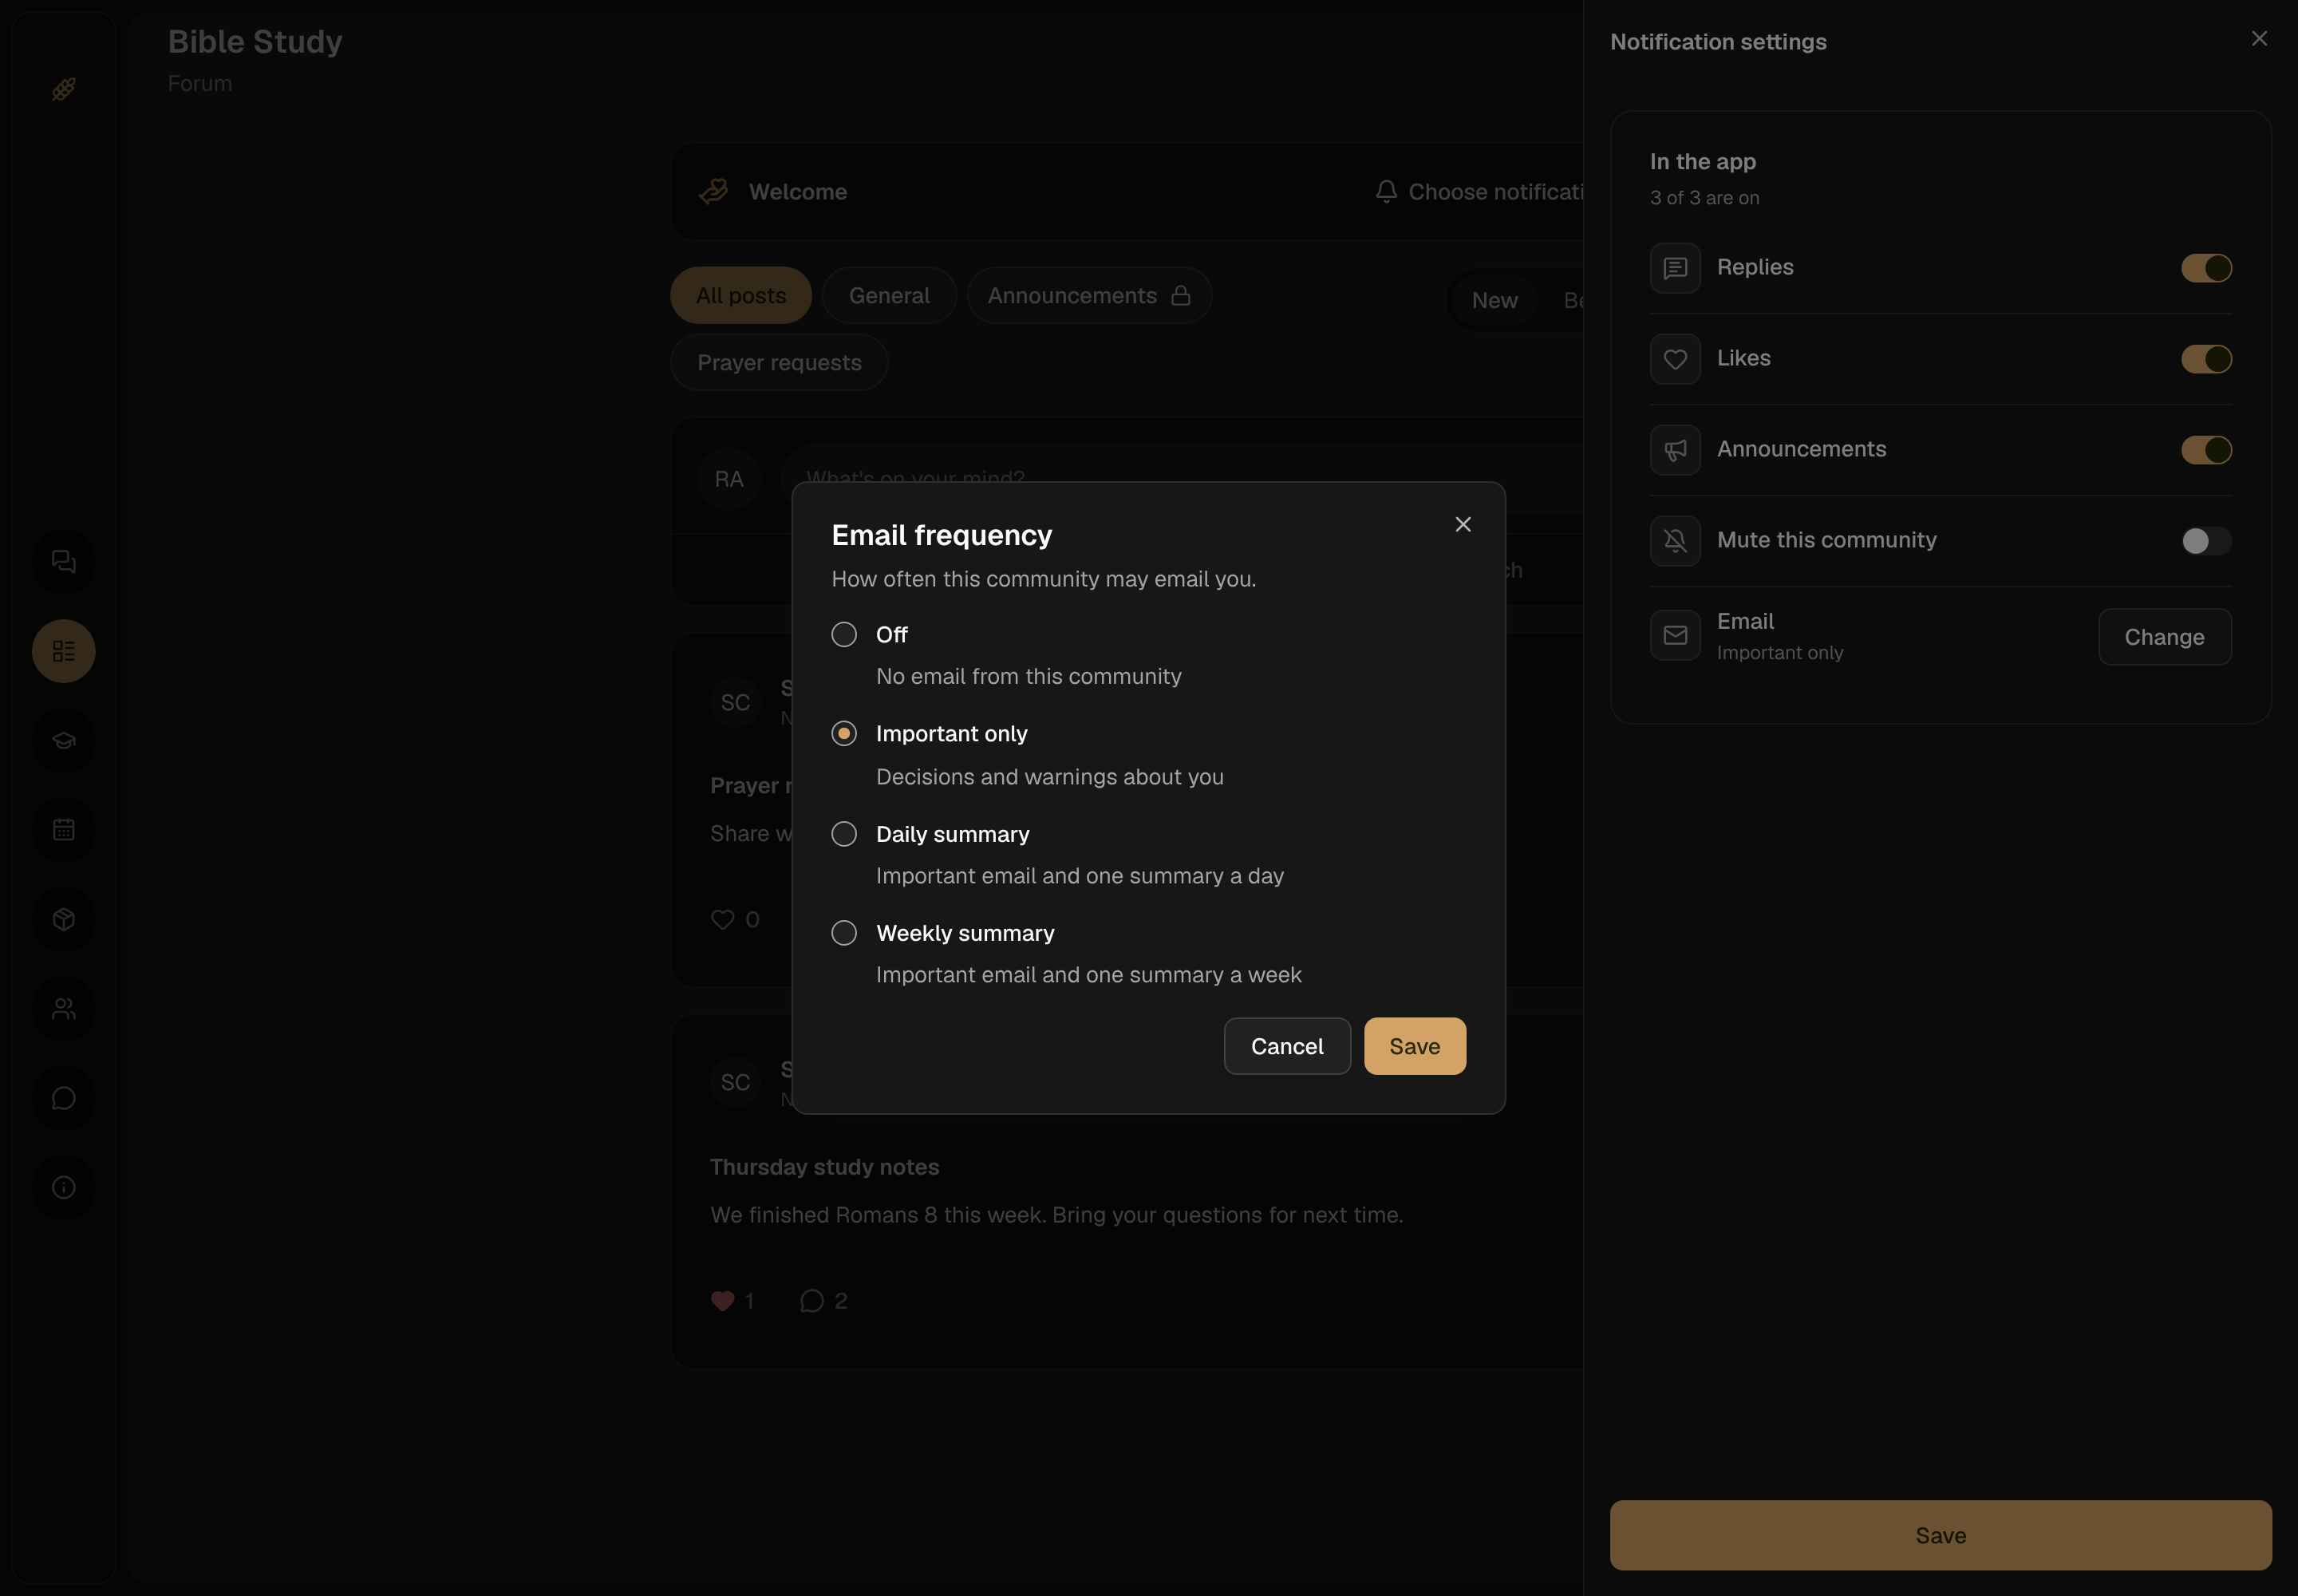 Bible Study
Forum
Welcome
Choose
All posts
General
Announcements
New
Prayer requests
RA
What's on your mind?
SC
Prayer
Share
0
SC
Thursday study notes
We finished Romans 8 this week. Bring your questions for next time.
1
2
Email frequency
How often this community may email you.
Off
No email from this community
Important only
Decisions and warnings about you
Daily summary
Important email and one summary a day
Weekly summary
Important email and one summary a week
Cancel
Save
Notification settings
In the app
3 of 3 are on
Replies
Likes
Announcements
Mute this community
Email
Important only
Change
Save